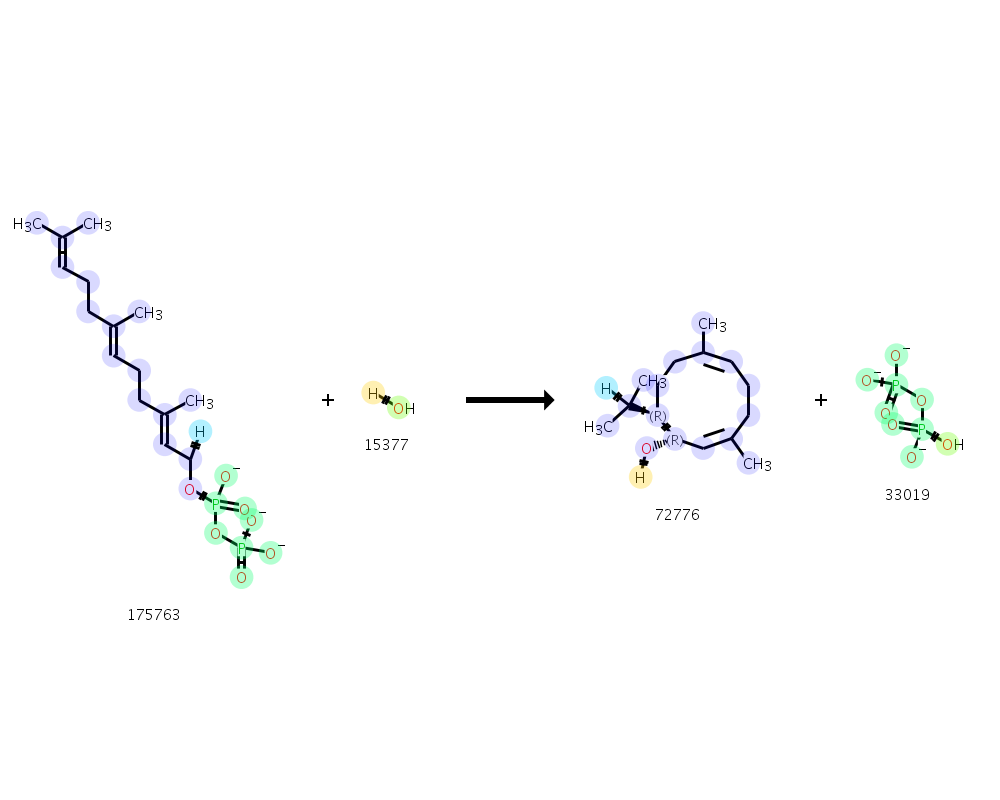 H₃C CH₃
CH₃
CH₃
H
O
O⁻
P
O
O⁻
O
P
O⁻
O
175763
+
H
OH
15377
CH₃
H
CH₃
H₃C
(R)
(R)
O
H
CH₃
72776
+
O⁻
O⁻
P
O
O
O
P
OH
O⁻
33019